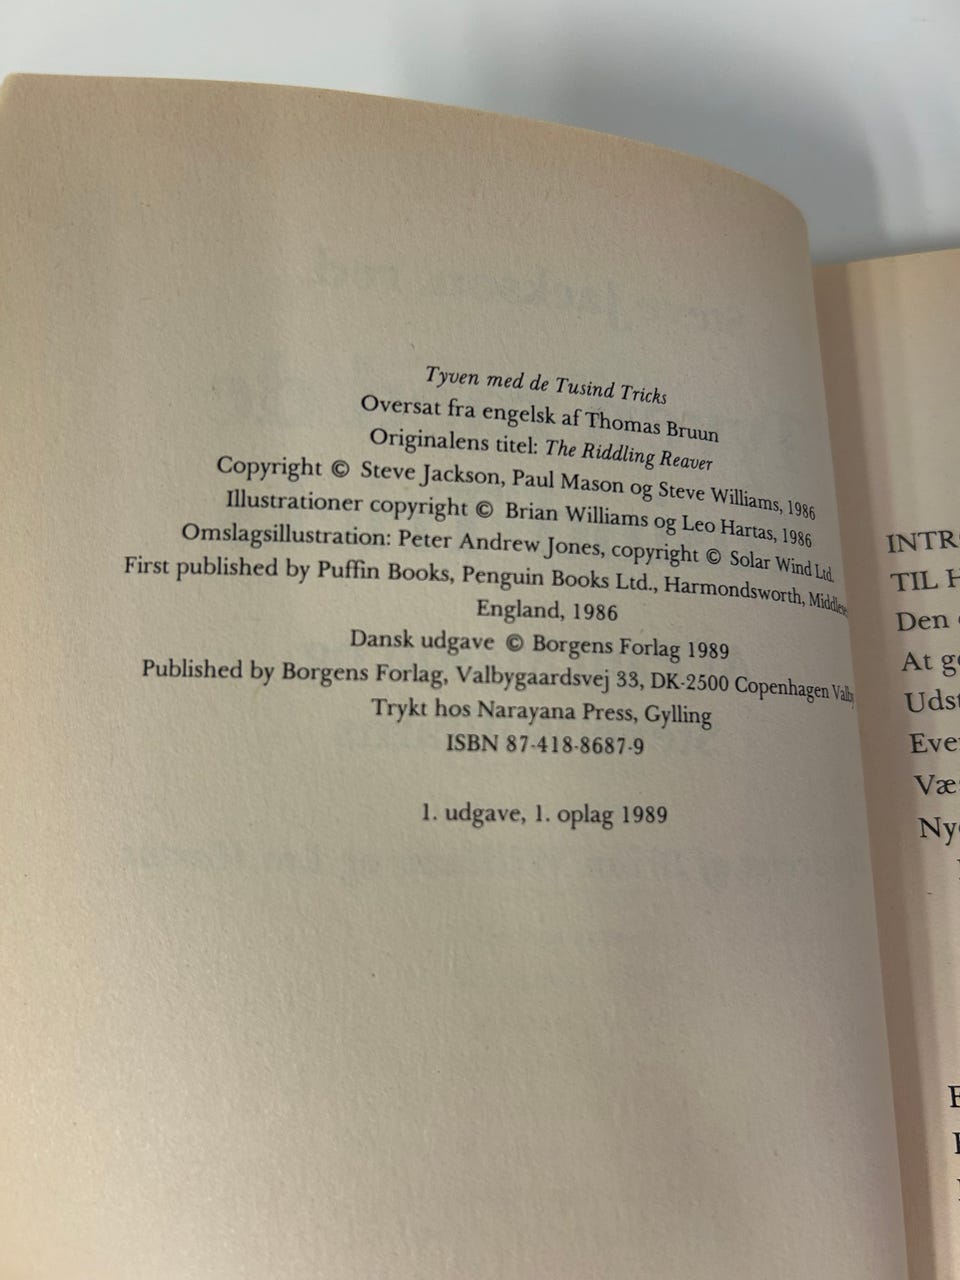 Tyven med de Tusind Tricks
Oversat fra engelsk af Thomas Bruun
Originalens titel: The Riddling Reaver
Copyright © Steve Jackson, Paul Mason og Steve Williams, 1986
Illustrationer copyright © Brian Williams og Leo Hartas, 1986
Omslagsillustration: Peter Andrew Jones, copyright © Solar Wind Ltd.
First published by Puffin Books, Penguin Books Ltd., Harmondsworth,
England, 1986
Dansk udgave © Borgens Forlag 1989
Published by Borgens Forlag, Valbygaardsvej 33, DK-2500 Copenhagen Valby
Trykt hos Narayana Press, Gylling
ISBN 87-418-8687-9
1. udgave, 1. oplag 1989
INTR
TIL H
Den
At g
Udst
Eve
Væ
Ny